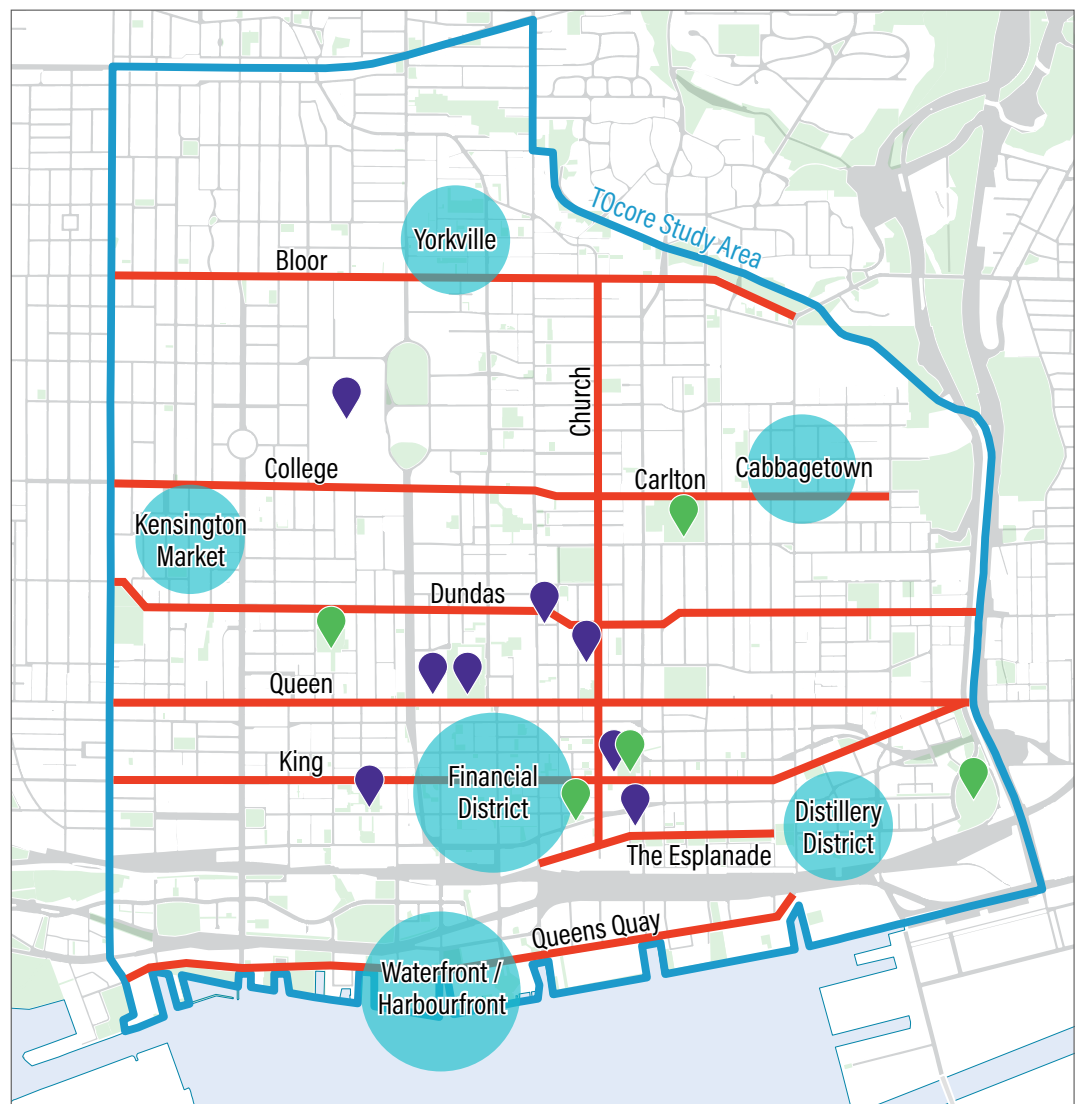 TOcore Study Area
Yorkville
Bloor
Church
College
Carlton
Cabbagetown
Kensington
Market
Dundas
Queen
King
Financial
District
Distillery
District
The Esplanade
Queens Quay
Waterfront /
Harbourfront